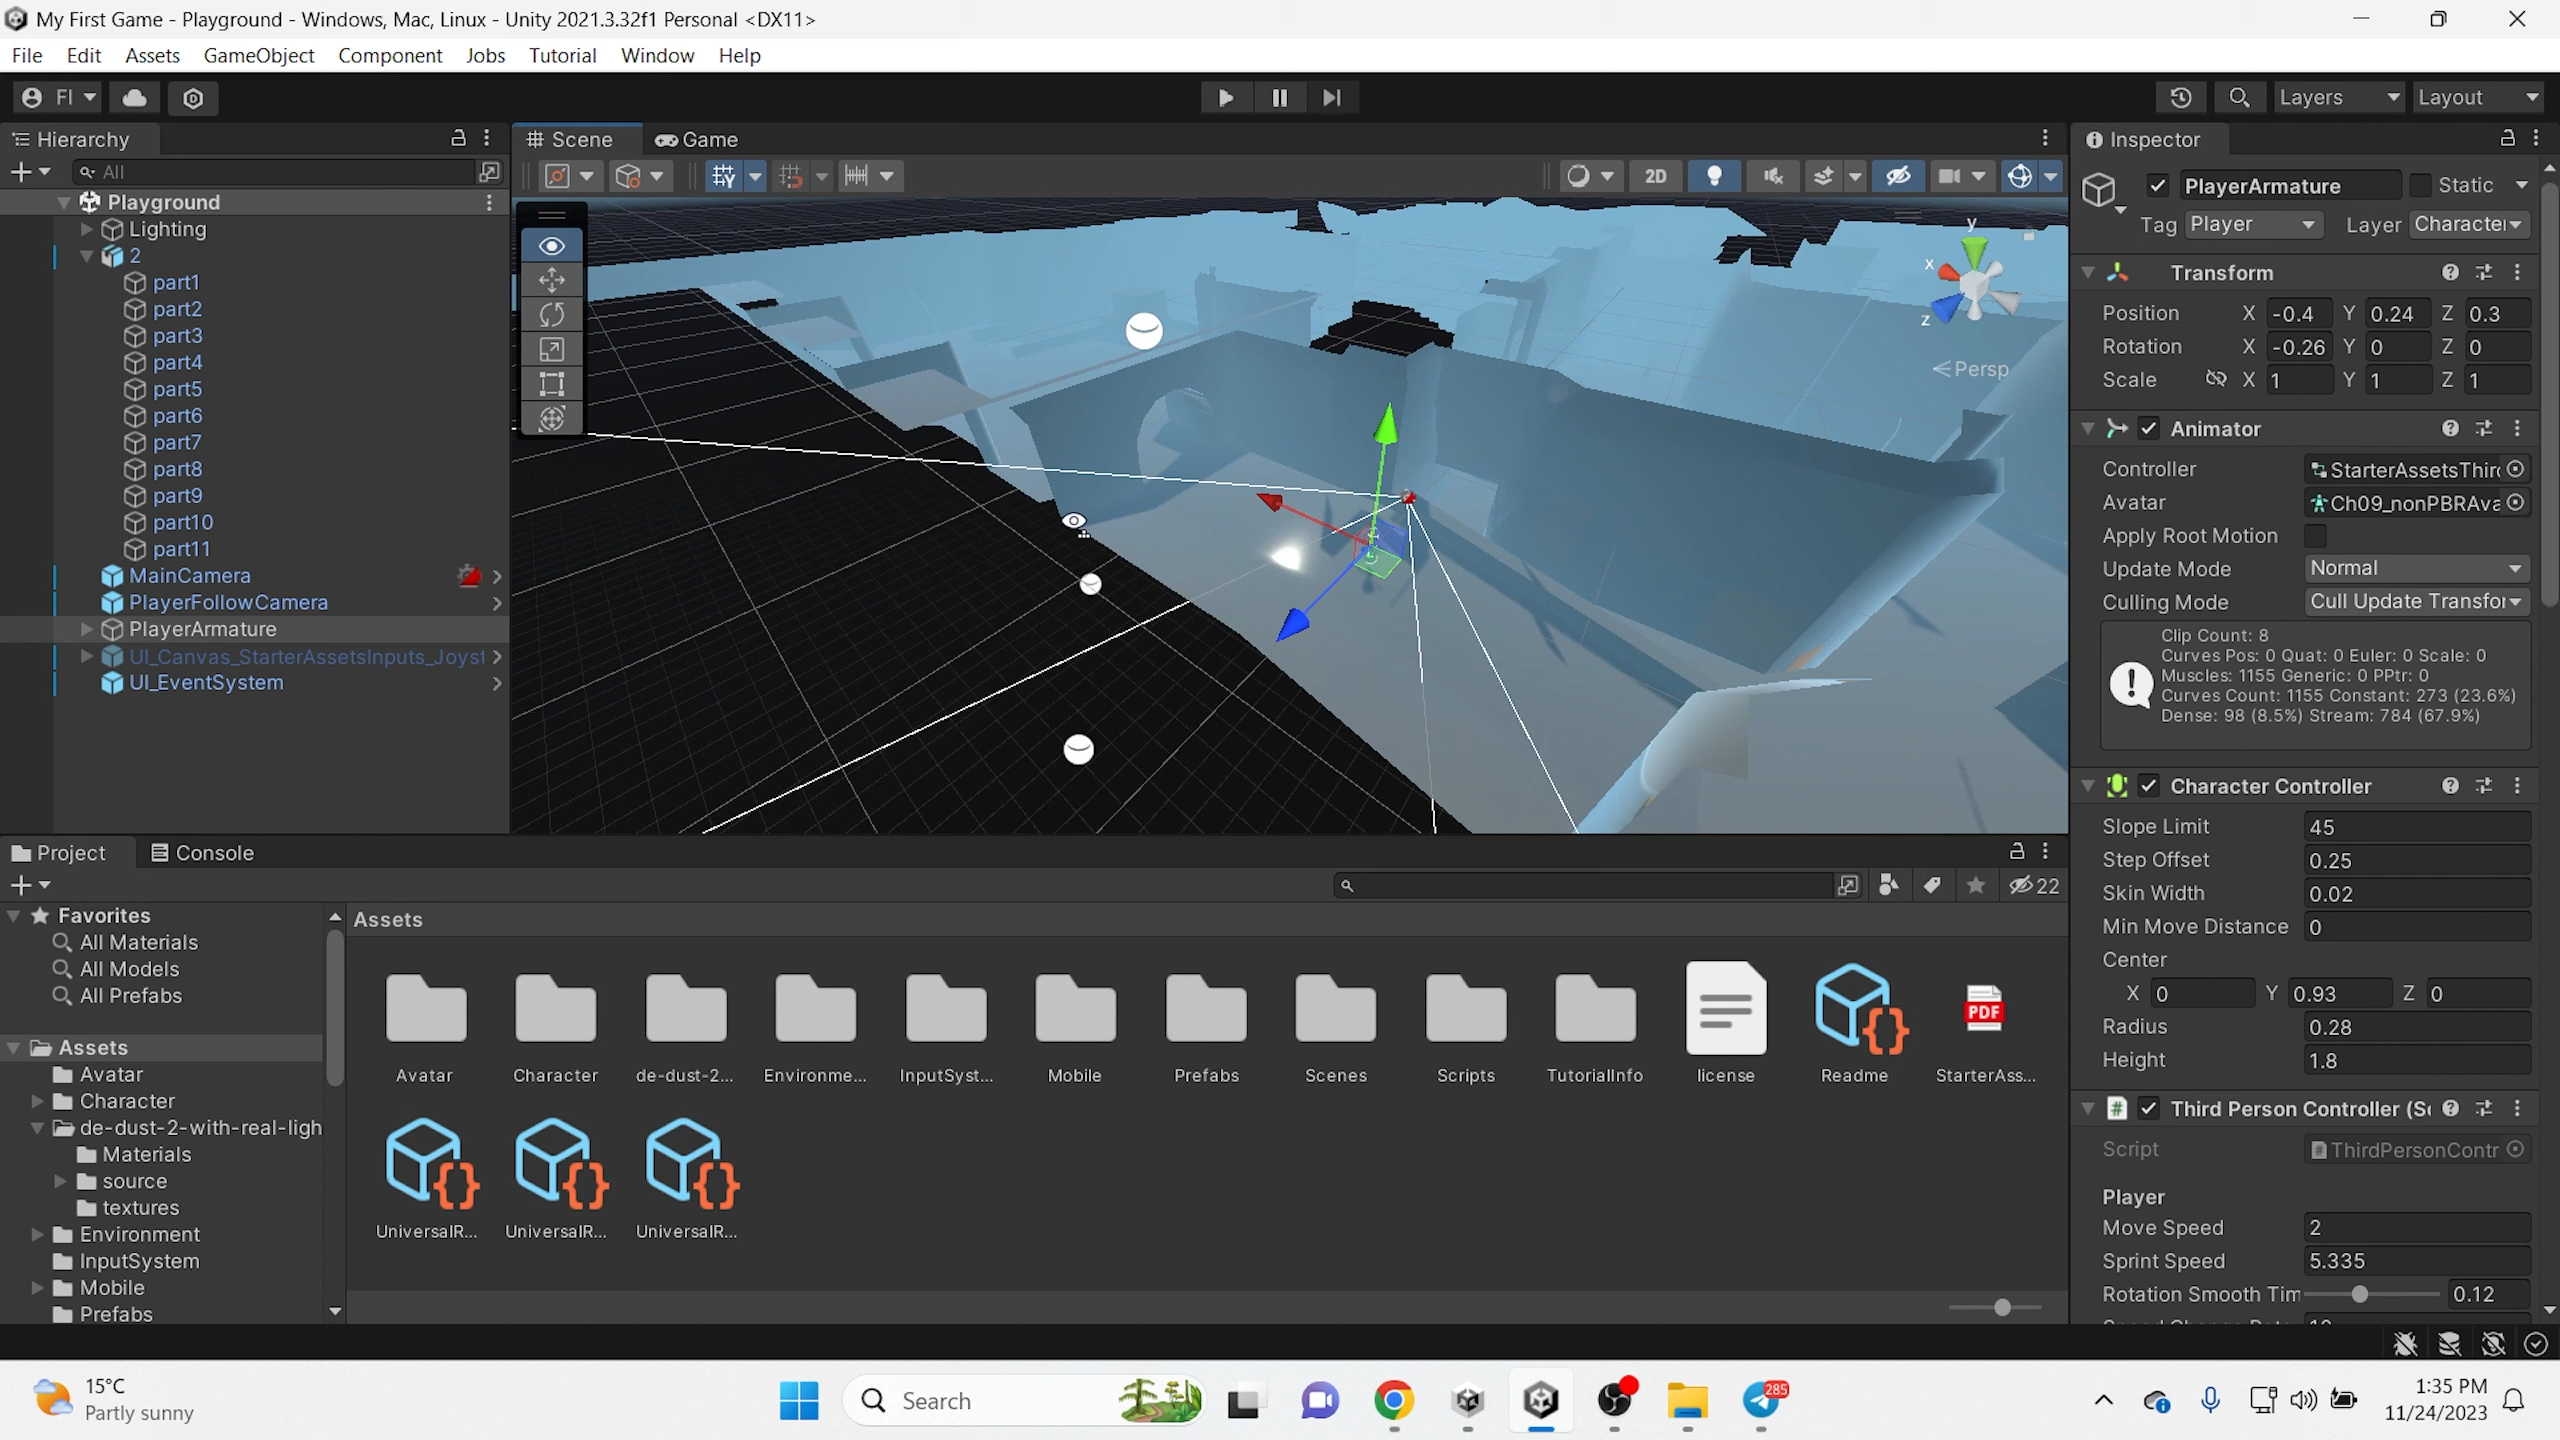 My First Game - Playground - Windows, Mac, Linux - Unity 2021.3.32f1 Personal <DX11>
File Edit Assets GameObject Component Jobs Tutorial Window Help
FI
Layers Layout
Hierarchy
All
Playground
Lighting
2
part1
part2
part3
part4
part5
part6
part7
part8
part9
part10
part11
MainCamera
PlayerFollowCamera
PlayerArmature
UI_Canvas_StarterAssetsInputs_Joyst
UI_EventSystem
Scene Game
2D
y
x
z
Persp
Inspector
PlayerArmature Static
Tag Player Layer Character
Transform
Position X -0.4 Y 0.24 Z 0.3
Rotation X -0.26 Y 0 Z 0
Scale X 1 Y 1 Z 1
Animator
Controller StarterAssetsThir
Avatar Ch09_nonPBRAva
Apply Root Motion
Update Mode Normal
Culling Mode Cull Update Transfor
Clip Count: 8
Curves Pos: 0 Quat: 0 Euler: 0 Scale: 0
Muscles: 1155 Generic: 0 PPtr: 0
Curves Count: 1155 Constant: 273 (23.6%)
Dense: 98 (8.5%) Stream: 784 (67.9%)
Character Controller
Slope Limit 45
Step Offset 0.25
Skin Width 0.02
Min Move Distance 0
Center
X 0 Y 0.93 Z 0
Radius 0.28
Height 1.8
Third Person Controller (S
Script ThirdPersonContr
Player
Move Speed 2
Sprint Speed 5.335
Rotation Smooth Tim 0.12
Project Console
22
Favorites
All Materials
All Models
All Prefabs
Assets
Avatar
Character
de-dust-2-with-real-ligh
Materials
source
textures
Environment
InputSystem
Mobile
Prefabs
Assets
Avatar Character de-dust-2... Environme... InputSyst... Mobile Prefabs Scenes Scripts TutorialInfo license Readme StarterAss...
PDF
UniversalR... UniversalR... UniversalR...
15°C
Partly sunny
Search
285
1:35 PM
11/24/2023